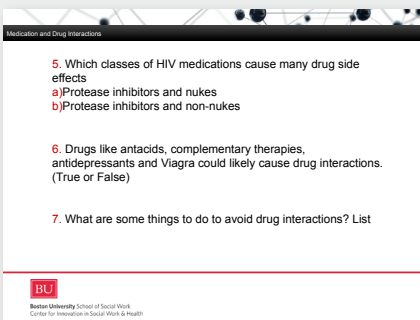 Medication and Drug Interactions
5. Which classes of HIV medications cause many drug side
effects
a)Protease inhibitors and nukes
b)Protease inhibitors and non-nukes
6. Drugs like antacids, complementary therapies,
antidepressants and Viagra could likely cause drug interactions.
(True or False)
7. What are some things to do to avoid drug interactions? List
BU
Boston University School of Social Work
Center for Innovation in Social Work & Health